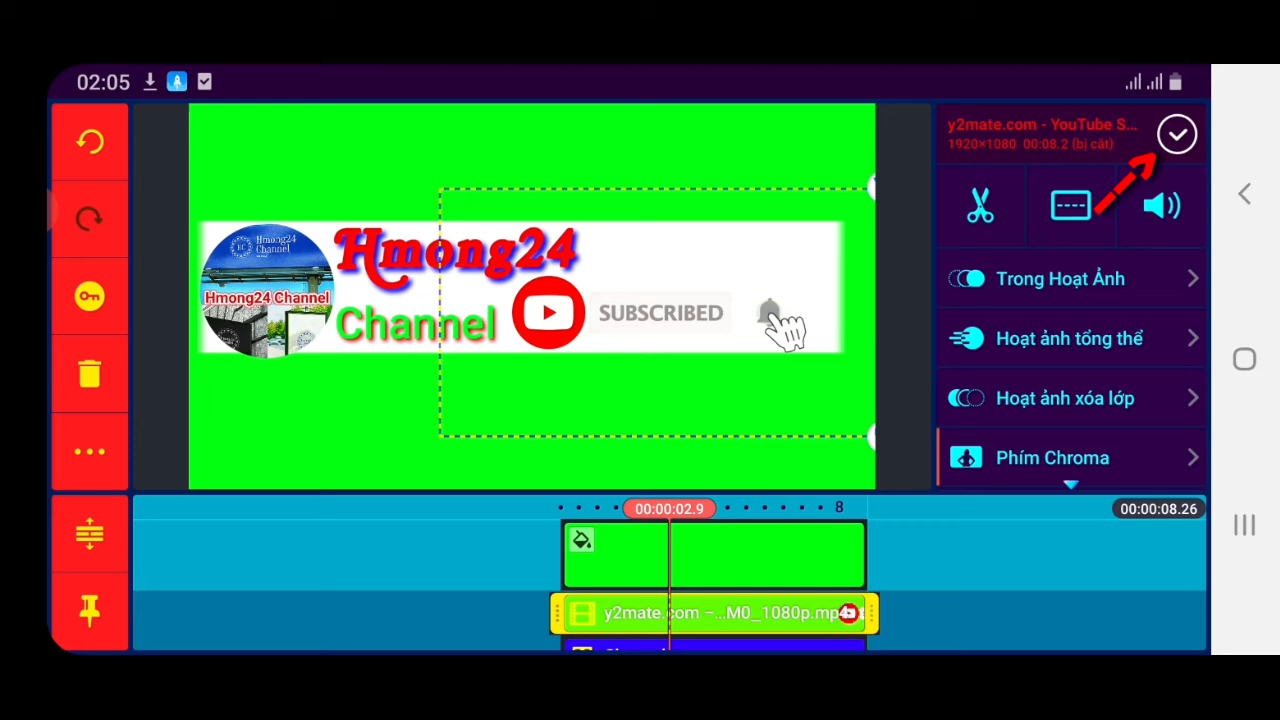 02:05
y2mate.com - YouTube S...
1920×1080 00:08.2 (bị cắt)
Hmong24
Channel
Hmong24 Channel
Hmong24
Channel
SUBSCRIBED
Trong Hoạt Ảnh
Hoạt ảnh tổng thể
Hoạt ảnh xóa lớp
Phím Chroma
00:00:02.9
8
00:00:08.26
y2mate.com –...M0_1080p.mp4